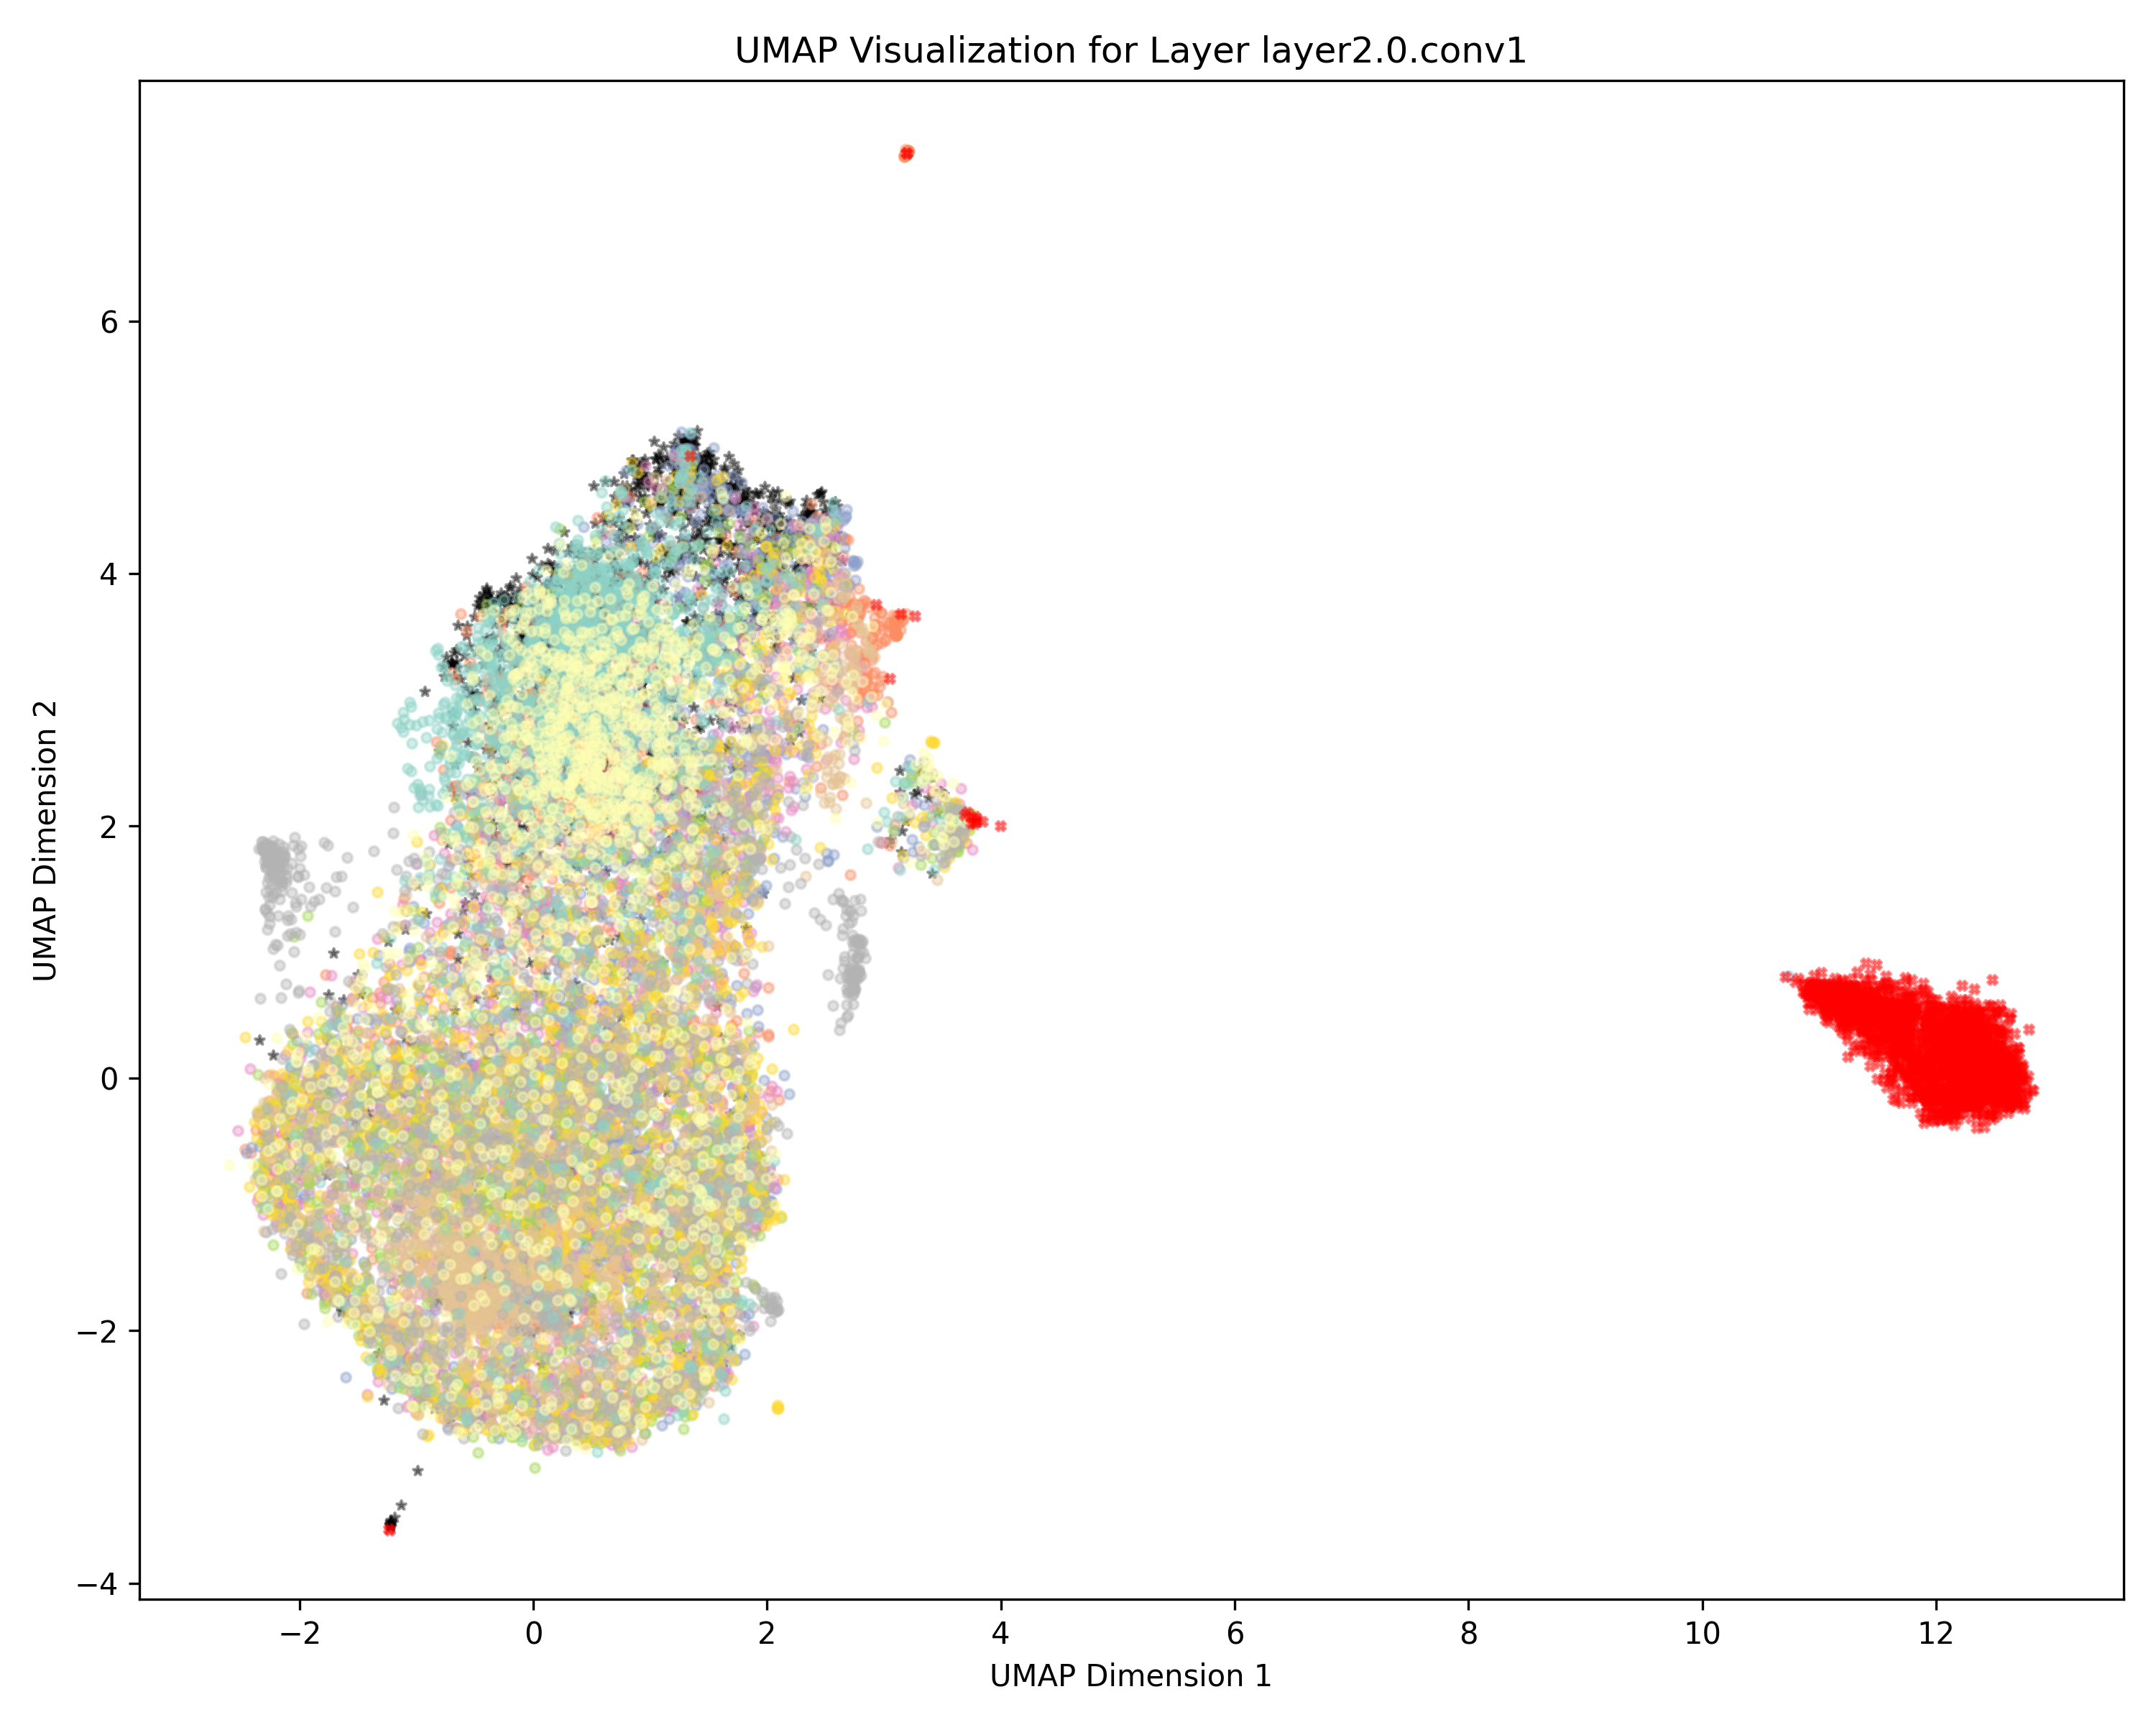 UMAP Visualization for Layer layer2.0.conv1
UMAP Dimension 2
6
4
2
0
−2
−4
−2 0 2 4 6 8 10 12
UMAP Dimension 1